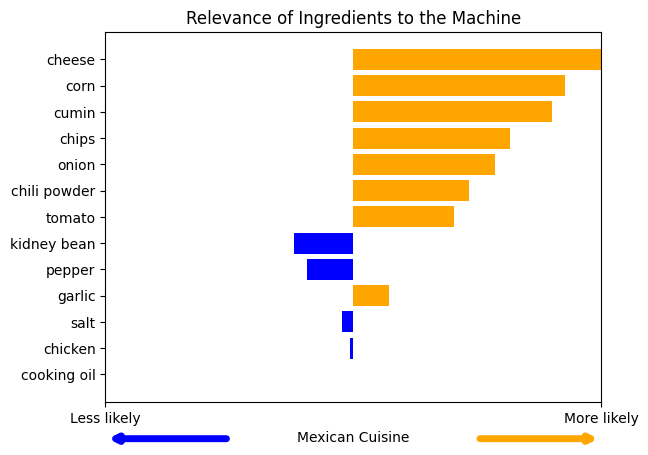 Relevance of Ingredients to the Machine
cheese
corn
cumin
chips
onion
chili powder
tomato
kidney bean
pepper
garlic
salt
chicken
cooking oil
Less likely
More likely
Mexican Cuisine